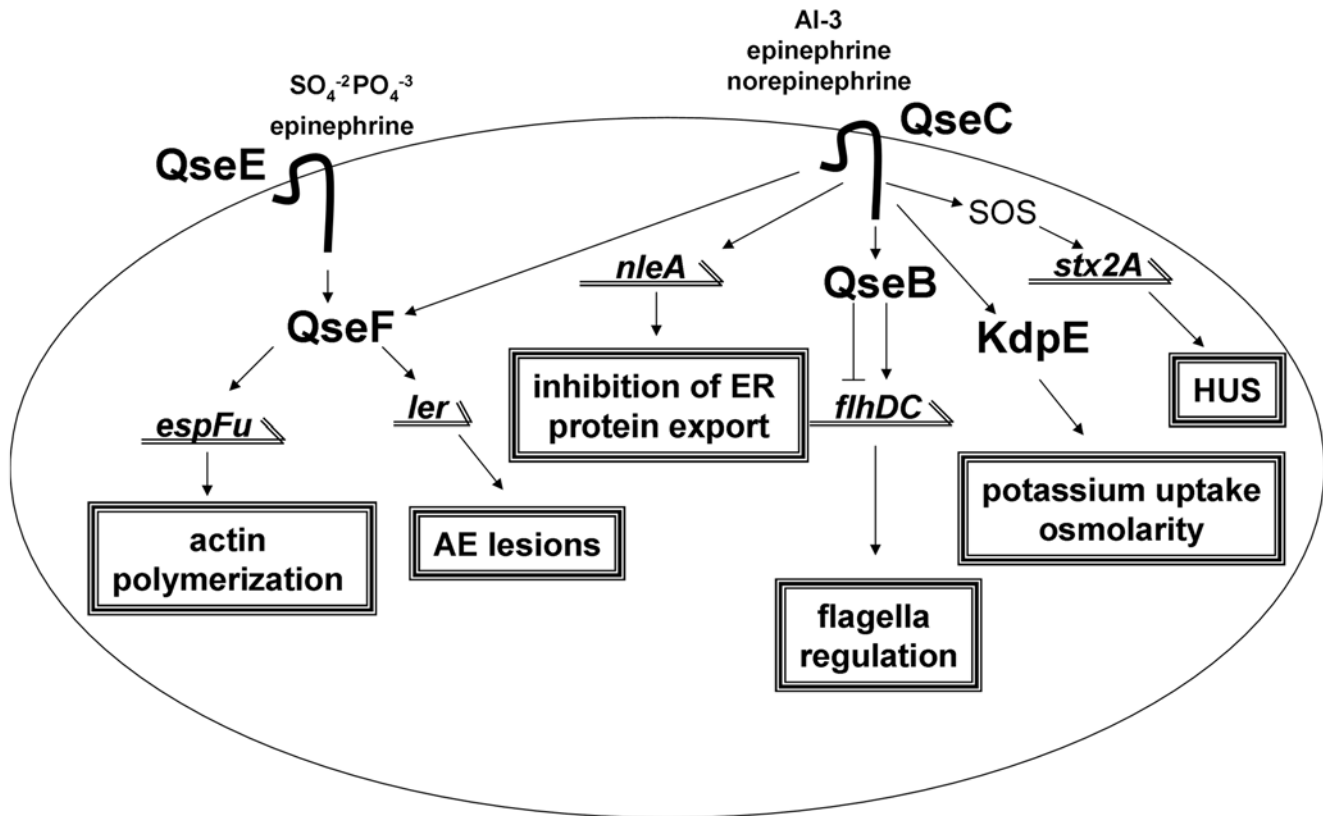 AI-3
epinephrine
norepinephrine
QseC
SO₄⁻²PO₄⁻³
epinephrine
QseE
SOS
nleA
stx2A
QseB
QseF
KdpE
HUS
inhibition of ER
protein export
ler
flhDC
espFu
potassium uptake
osmolarity
AE lesions
actin
polymerization
flagella
regulation